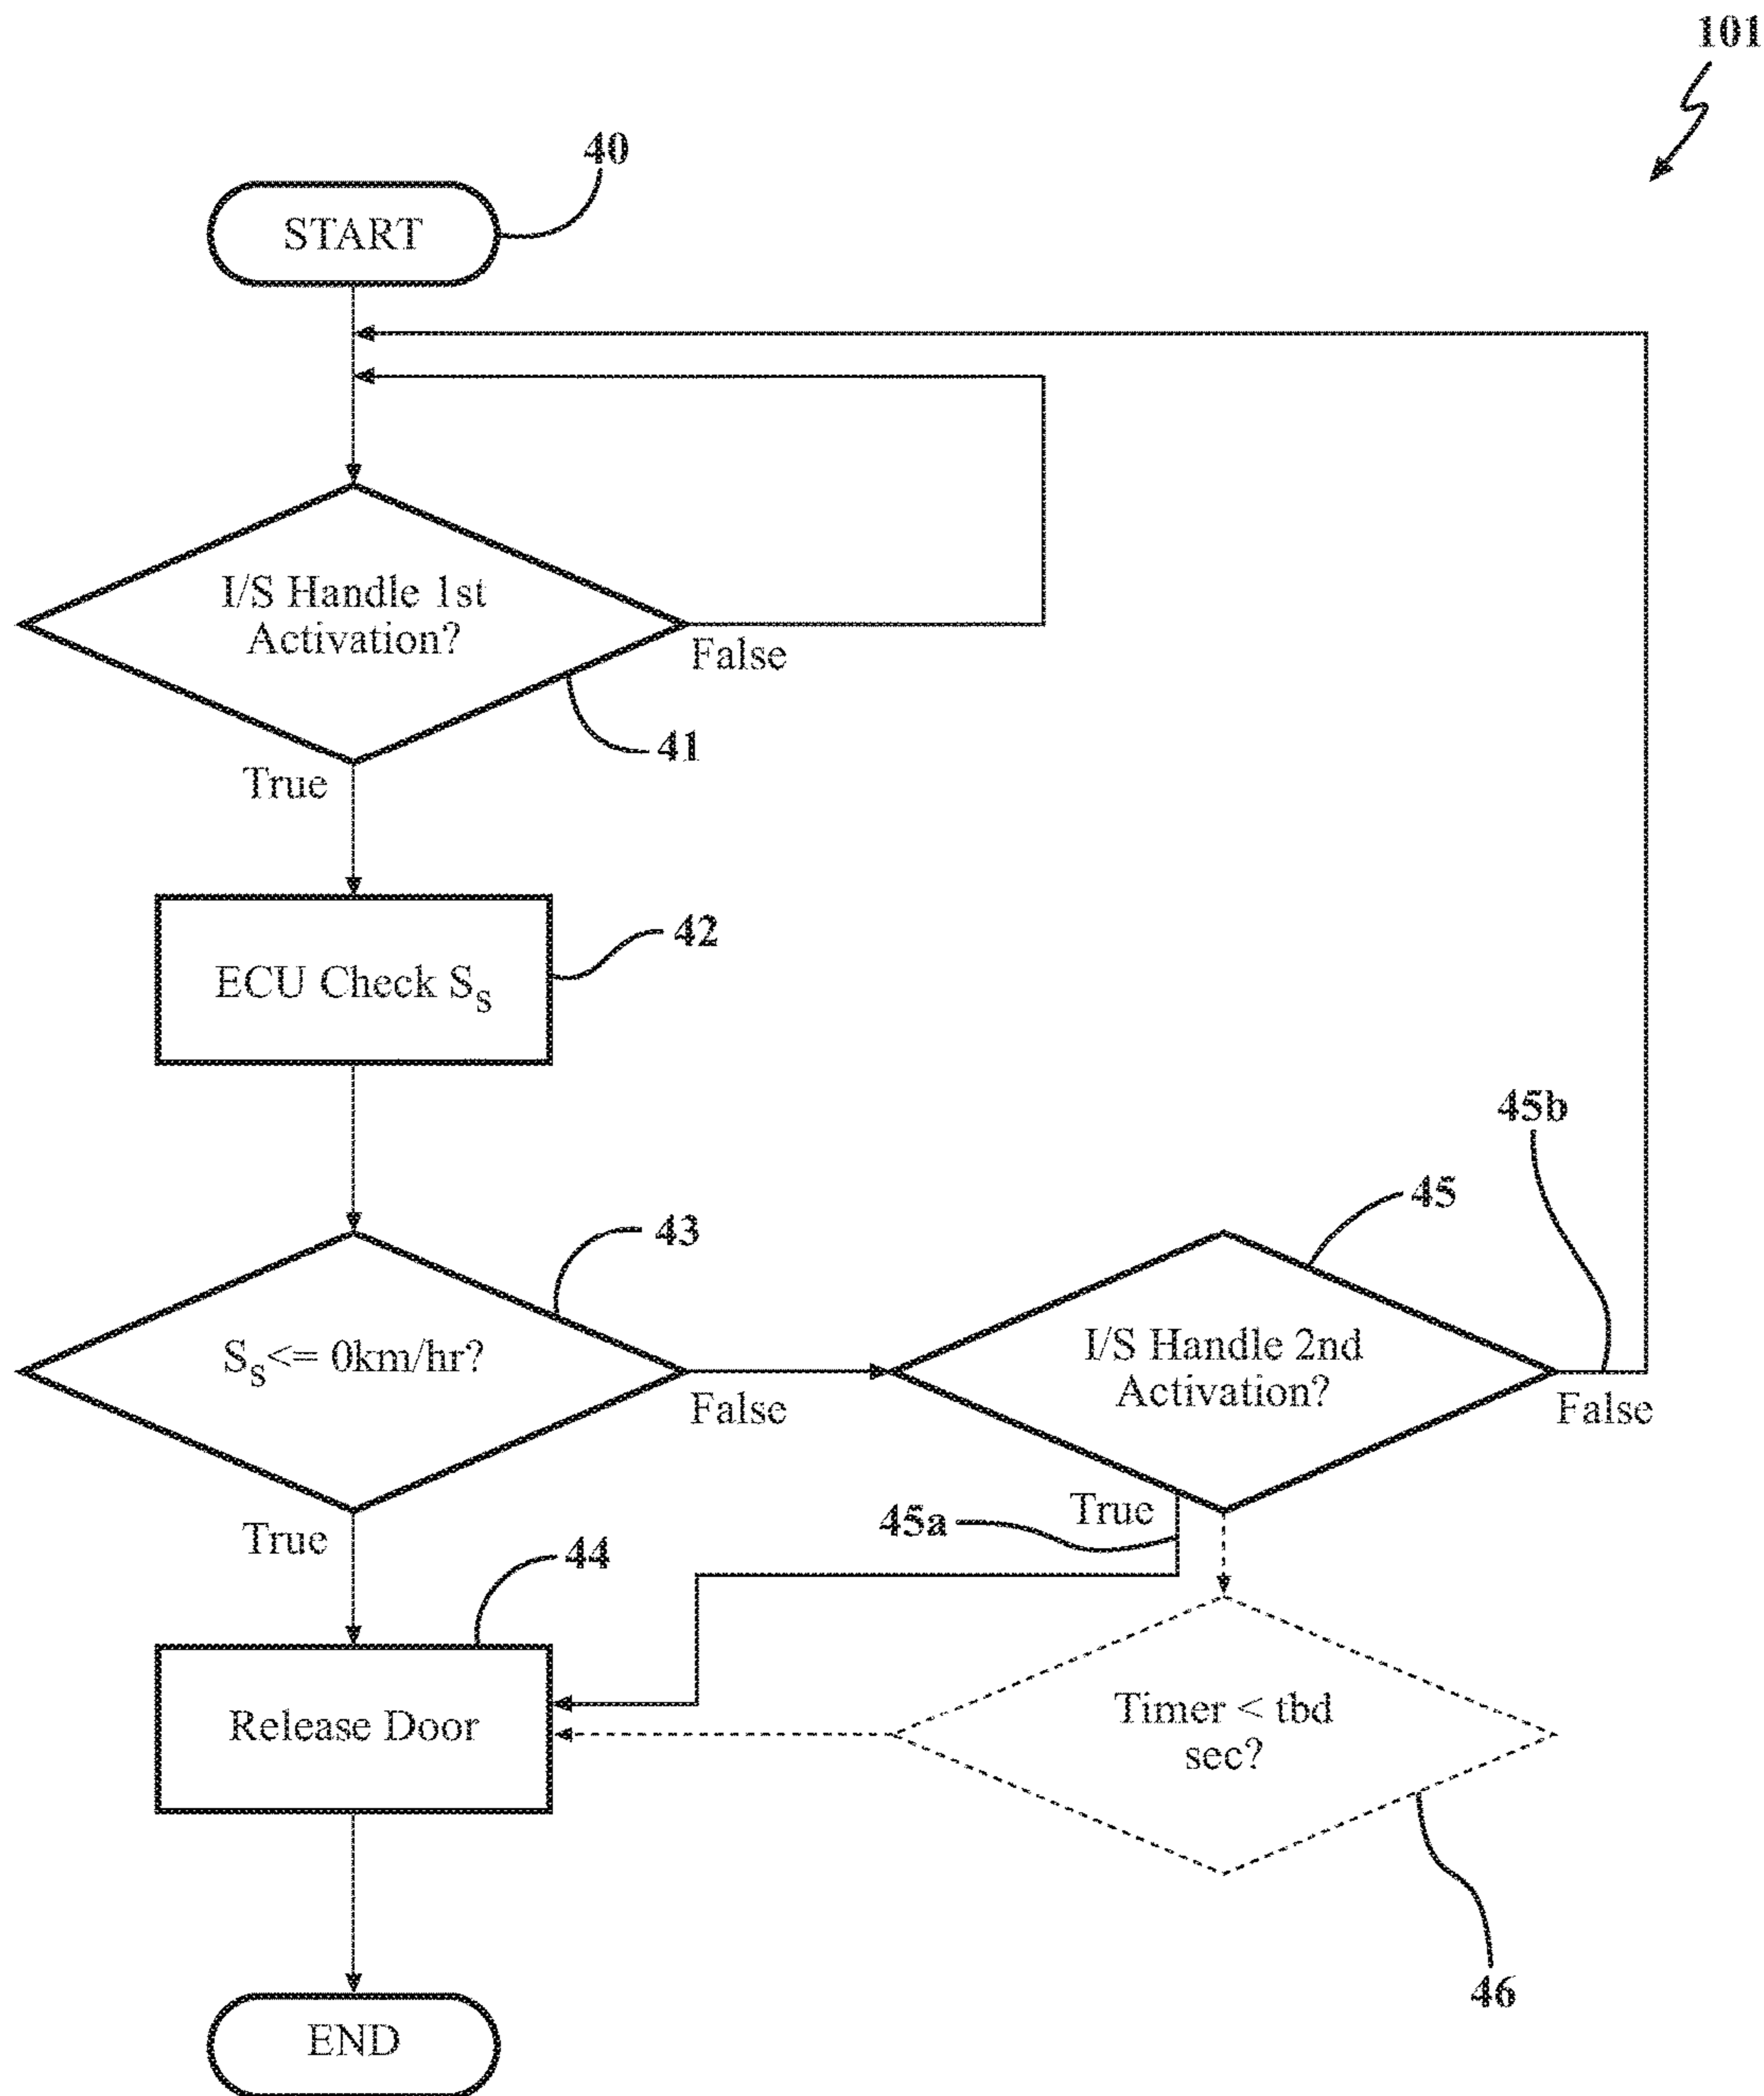 101
40
START
I/S Handle 1st
Activation?
False
41
True
42
ECU Check Ss
45b
45
43
Ss<= 0km/hr?
False
I/S Handle 2nd
Activation?
False
True
45a
True
44
Release Door
Timer < tbd
sec?
46
END